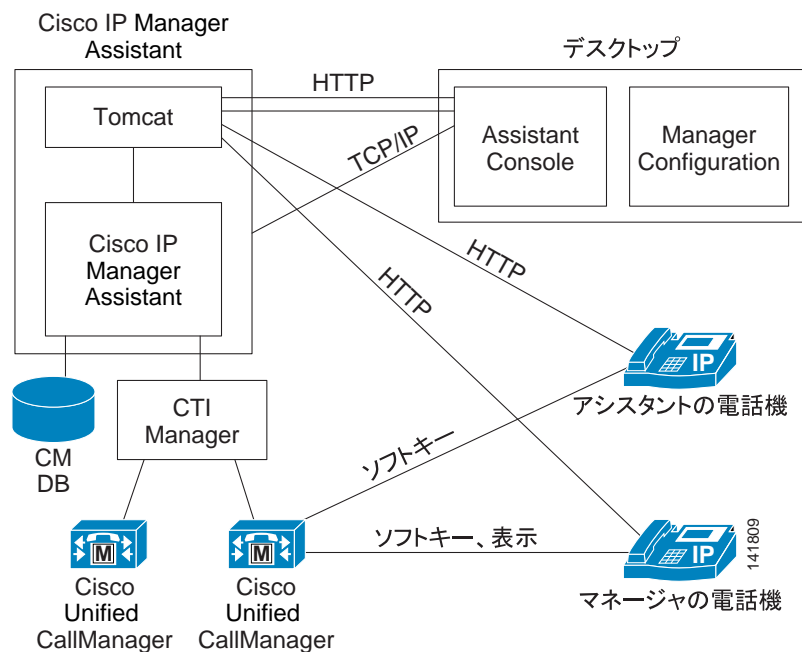 Cisco IP Manager
Assistant
デスクトップ
HTTP
Tomcat
Assistant
Console
Manager
Configuration
TCP/IP
Cisco IP
Manager
Assistant
HTTP
HTTP
IP
アシスタントの電話機
CTI
Manager
CM
DB
ソフトキー
M
Cisco
Unified
CallManager
M
Cisco
Unified
CallManager
ソフトキー、表示
IP
マネージャの電話機
141809